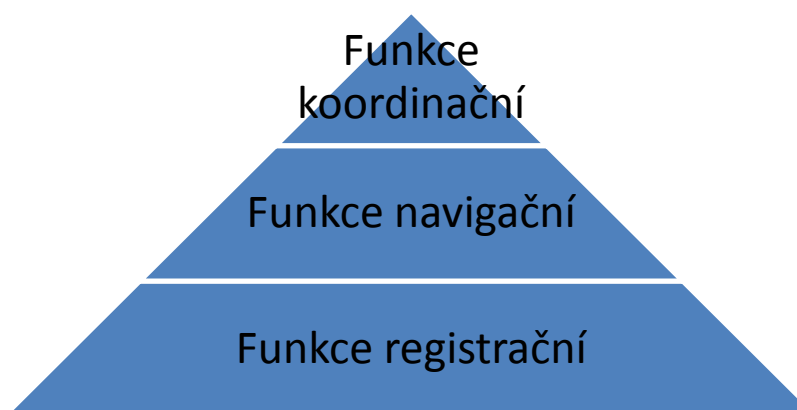 Funkce
koordinační
Funkce navigační
Funkce registrační